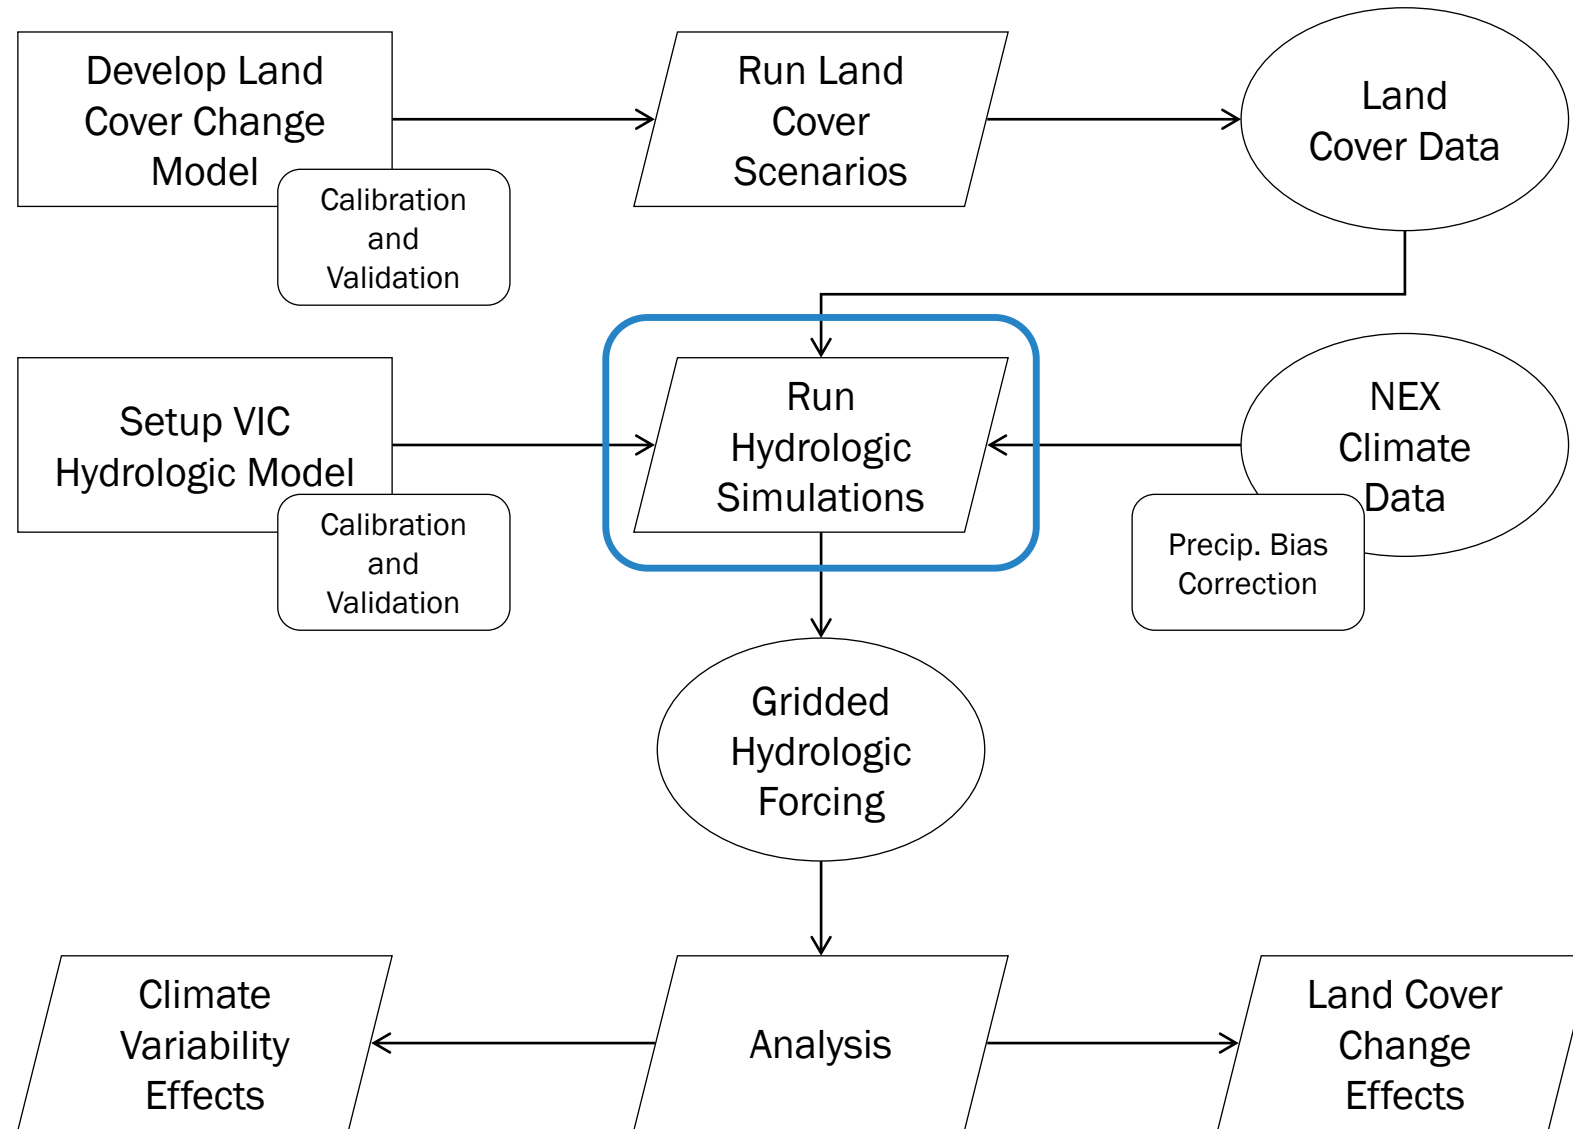 Develop Land
Cover Change
Model
Calibration
and
Validation
Run Land
Cover
Scenarios
Land
Cover Data
Setup VIC
Hydrologic Model
Calibration
and
Validation
Run
Hydrologic
Simulations
NEX
Climate
Data
Precip. Bias
Correction
Gridded
Hydrologic
Forcing
Climate
Variability
Effects
Analysis
Land Cover
Change
Effects